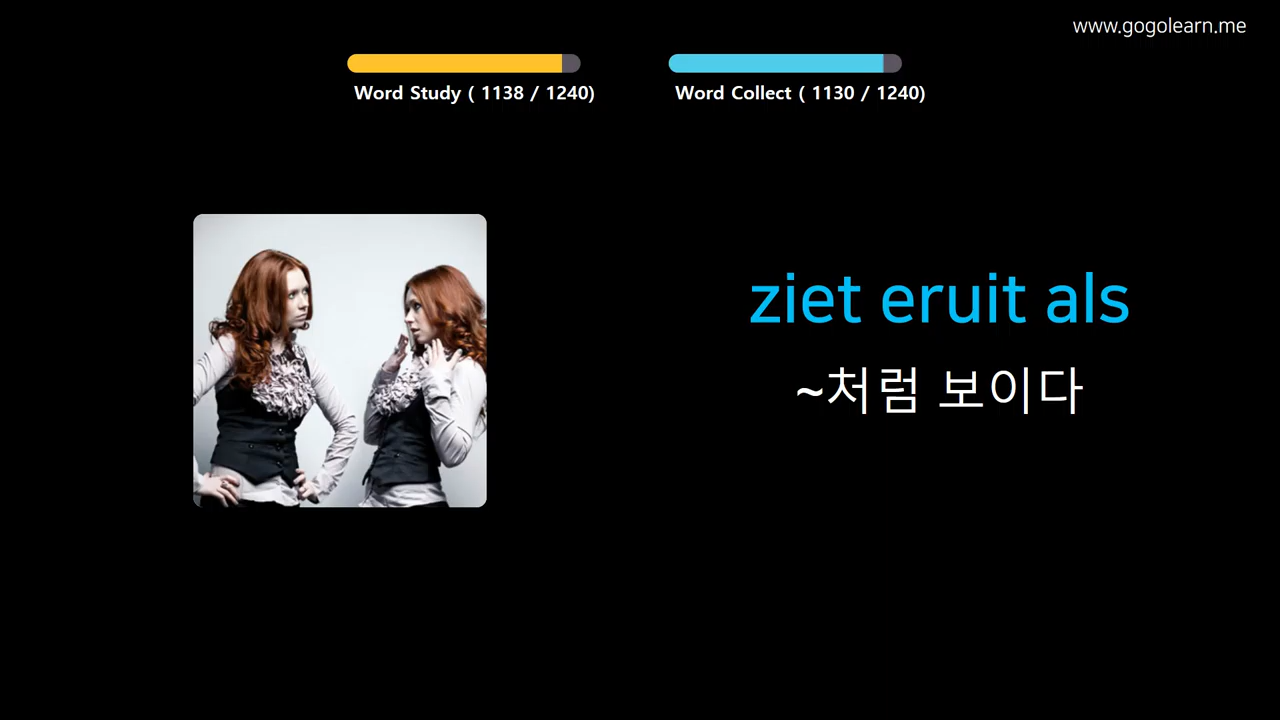 www.gogolearn.me
Word Study ( 1138 / 1240)
Word Collect ( 1130 / 1240)
ziet eruit als
~처럼 보이다